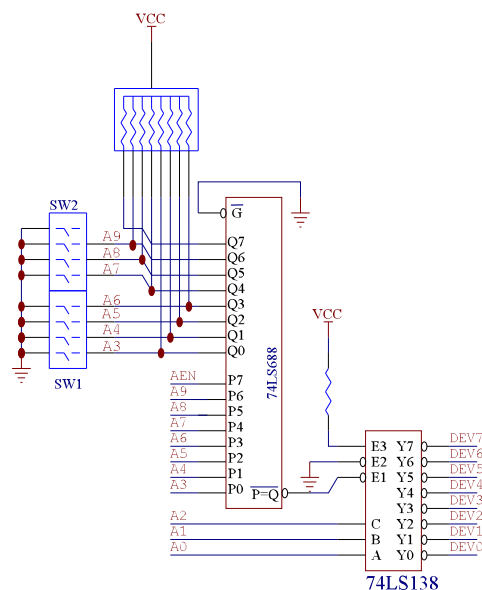 VCC
SW2
G
A9 Q7
A8 Q6
A7 Q5
Q4
A6 Q3
A5 Q2
A4 Q1
A3 Q0
SW1
74LS688
VCC
AEN P7
A9 P6
A8 P5
A7 P4
A6 P3
A5 P2
A4 P1
A3 P0
P=Q
E3 Y7 DEV7
E2 Y6 DEV6
E1 Y5 DEV5
Y4 DEV4
Y3 DEV3
A2 C Y2 DEV2
A1 B Y1 DEV1
A0 A Y0 DEV0
74LS138